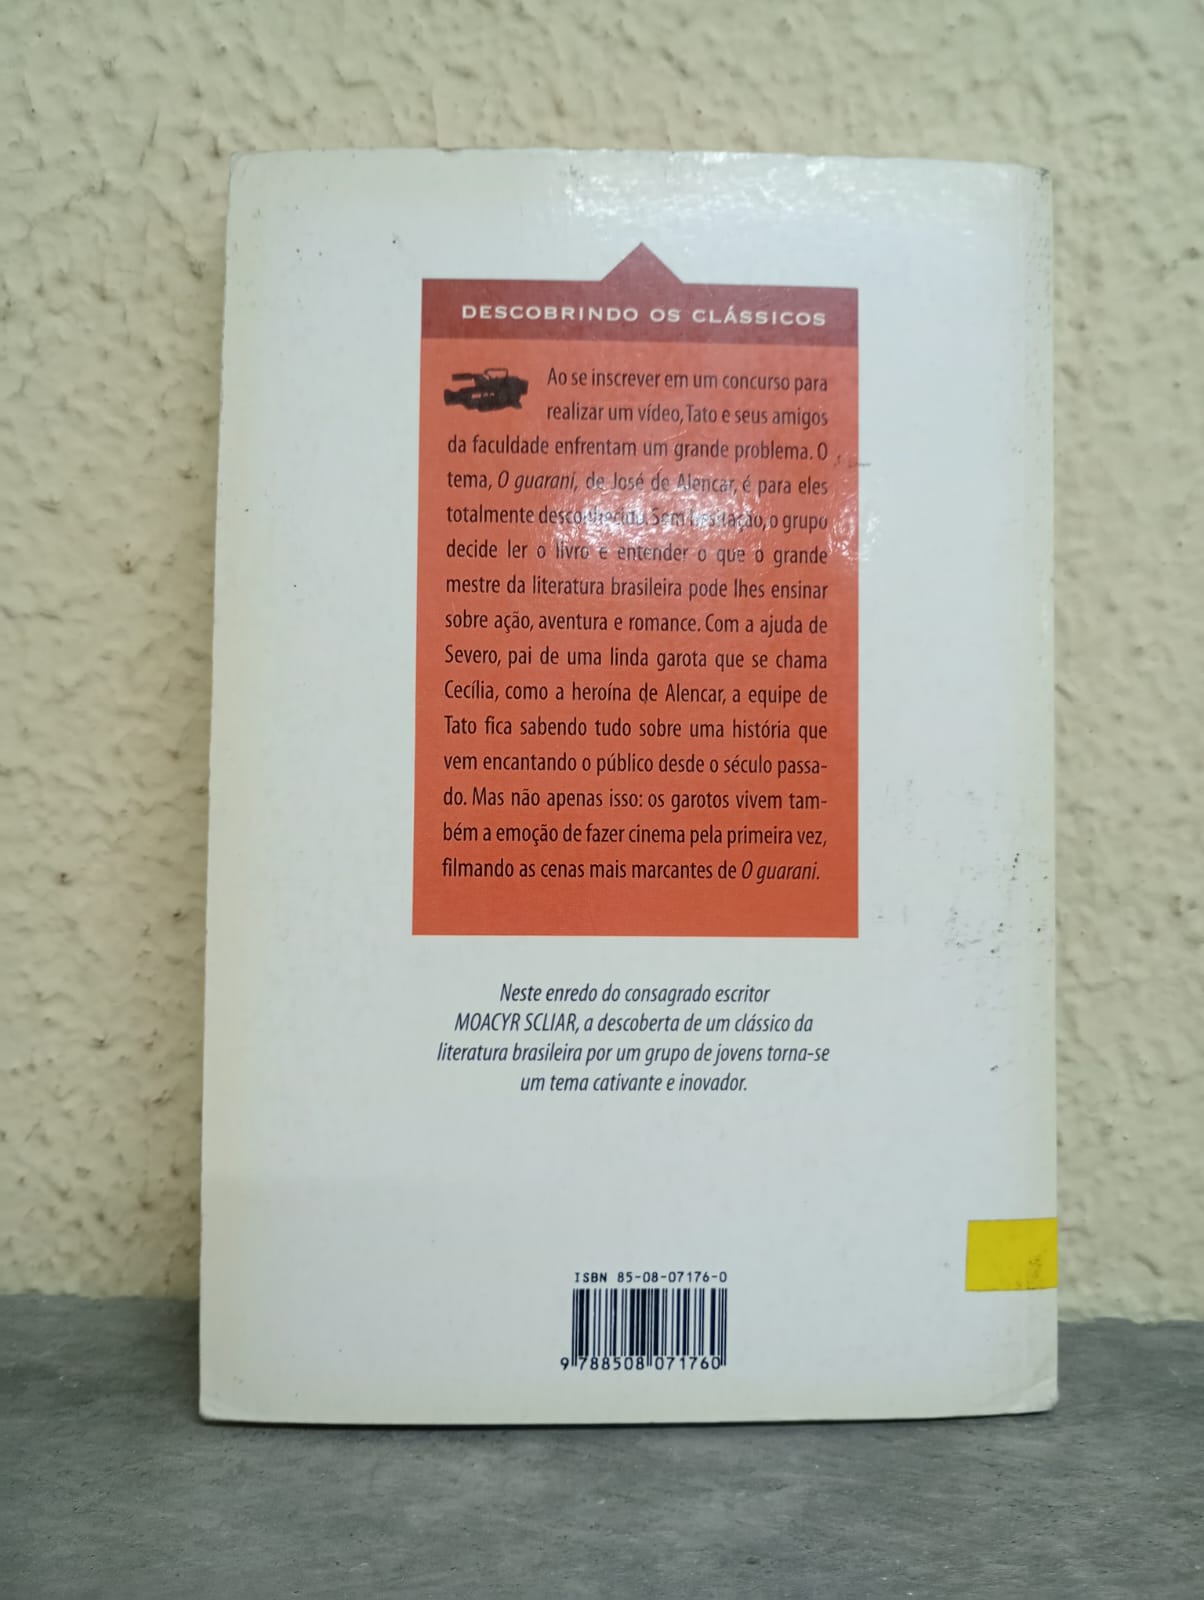 DESCOBRINDO OS CLÁSSICOS
Ao se inscrever em um concurso para
realizar um vídeo, Tato e seus amigos
da faculdade enfrentam um grande problema. O
tema, O guarani, de José de Alencar, é para eles
totalmente desconhecido. Sem hesitação, o grupo
decide ler o livro e entender o que o grande
mestre da literatura brasileira pode lhes ensinar
sobre ação, aventura e romance. Com a ajuda de
Severo, pai de uma linda garota que se chama
Cecília, como a heroína de Alencar, a equipe de
Tato fica sabendo tudo sobre uma história que
vem encantando o público desde o século passa-
do. Mas não apenas isso: os garotos vivem tam-
bém a emoção de fazer cinema pela primeira vez,
filmando as cenas mais marcantes de O guarani.
Neste enredo do consagrado escritor
MOACYR SCLIAR, a descoberta de um clássico da
literatura brasileira por um grupo de jovens torna-se
um tema cativante e inovador.
ISBN 85-08-07176-0
9 788508 071760